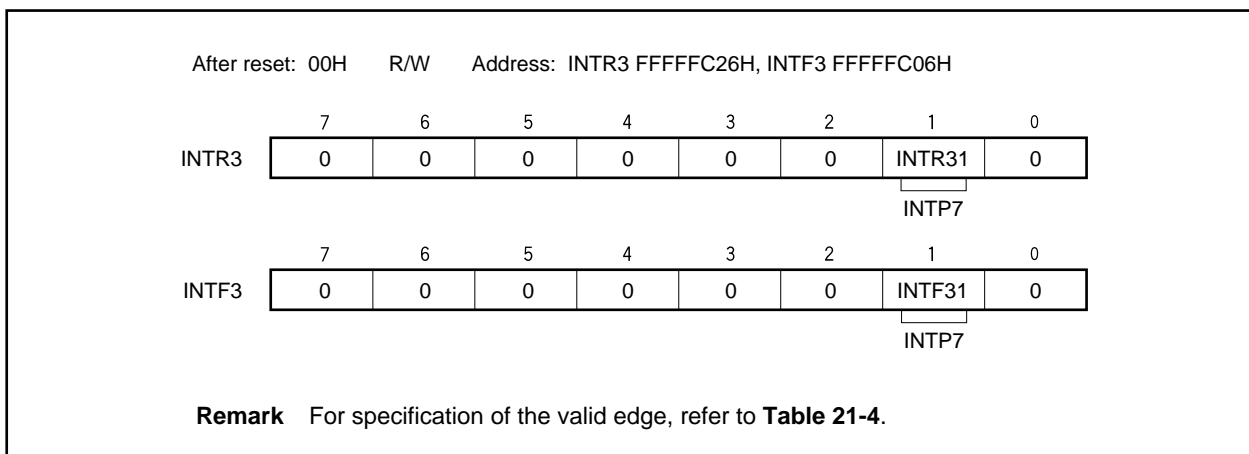 After reset: 00H R/W Address: INTR3 FFFFFC26H, INTF3 FFFFFC06H
7 6 5 4 3 2 1 0
INTR3 0 0 0 0 0 0 INTR31 0
INTP7
7 6 5 4 3 2 1 0
INTF3 0 0 0 0 0 0 INTF31 0
INTP7
Remark For specification of the valid edge, refer to Table 21-4.